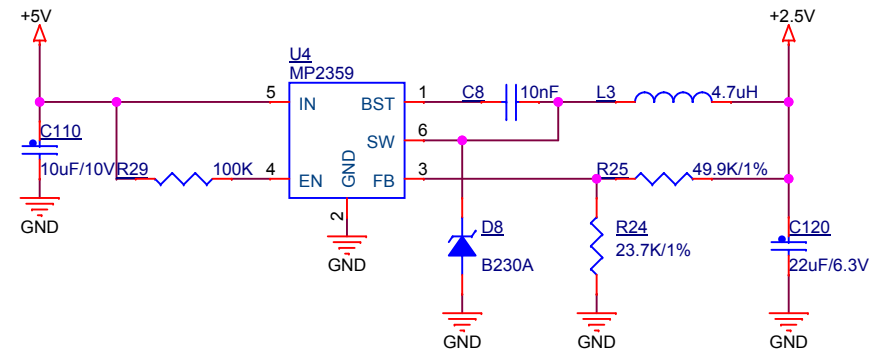 +5V
+2.5V
U4
MP2359
5
IN
BST
1
C8
10nF
L3
4.7uH
C110
10uF/10V
SW
6
R29
100K
4
EN
GND
FB
3
R25
49.9K/1%
2
GND
GND
D8
B230A
R24
23.7K/1%
C120
22uF/6.3V
GND
GND
GND